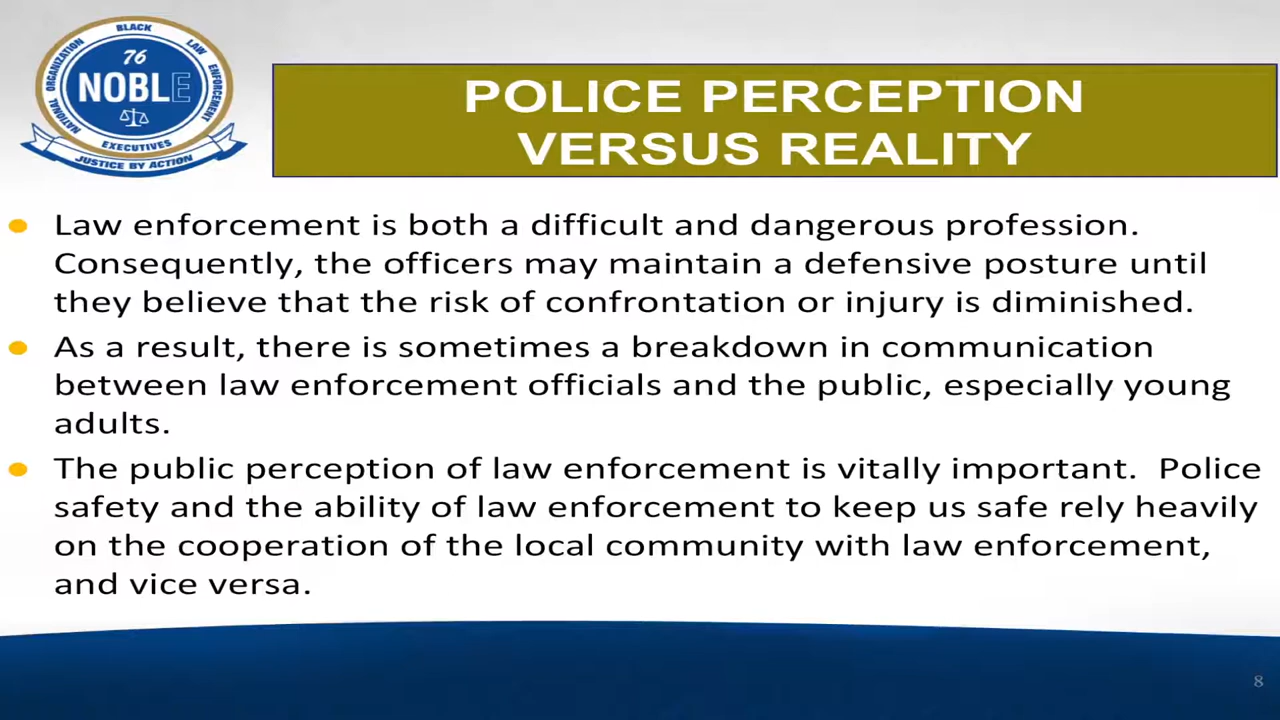 NATIONAL ORGANIZATION BLACK LAW ENFORCEMENT
76
NOBLE
EXECUTIVES
JUSTICE BY ACTION
POLICE PERCEPTION
VERSUS REALITY
Law enforcement is both a difficult and dangerous profession.
Consequently, the officers may maintain a defensive posture until
they believe that the risk of confrontation or injury is diminished.
As a result, there is sometimes a breakdown in communication
between law enforcement officials and the public, especially young
adults.
The public perception of law enforcement is vitally important.  Police
safety and the ability of law enforcement to keep us safe rely heavily
on the cooperation of the local community with law enforcement,
and vice versa.
8